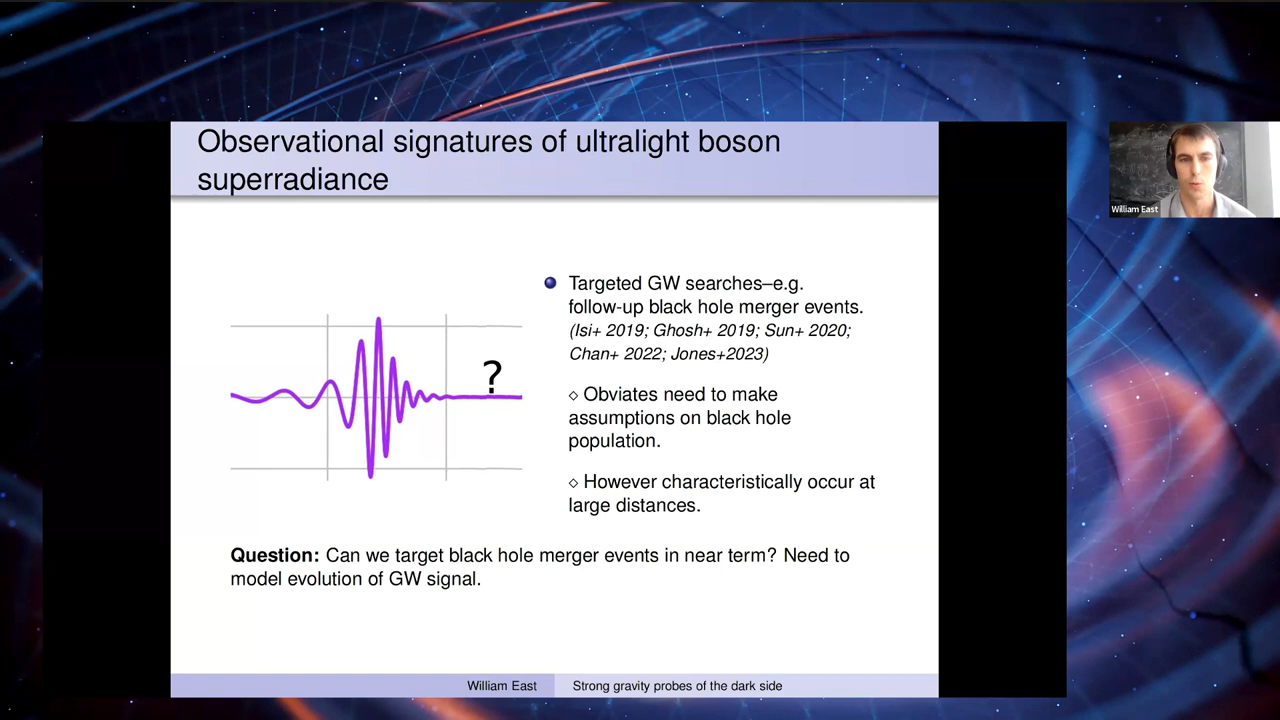 Observational signatures of ultralight boson
superradiance
William East
Targeted GW searches–e.g.
follow-up black hole merger events.
(Isi+ 2019; Ghosh+ 2019; Sun+ 2020;
Chan+ 2022; Jones+2023)
?
⋄ Obviates need to make
assumptions on black hole
population.
⋄ However characteristically occur at
large distances.
Question: Can we target black hole merger events in near term? Need to
model evolution of GW signal.
William East Strong gravity probes of the dark side